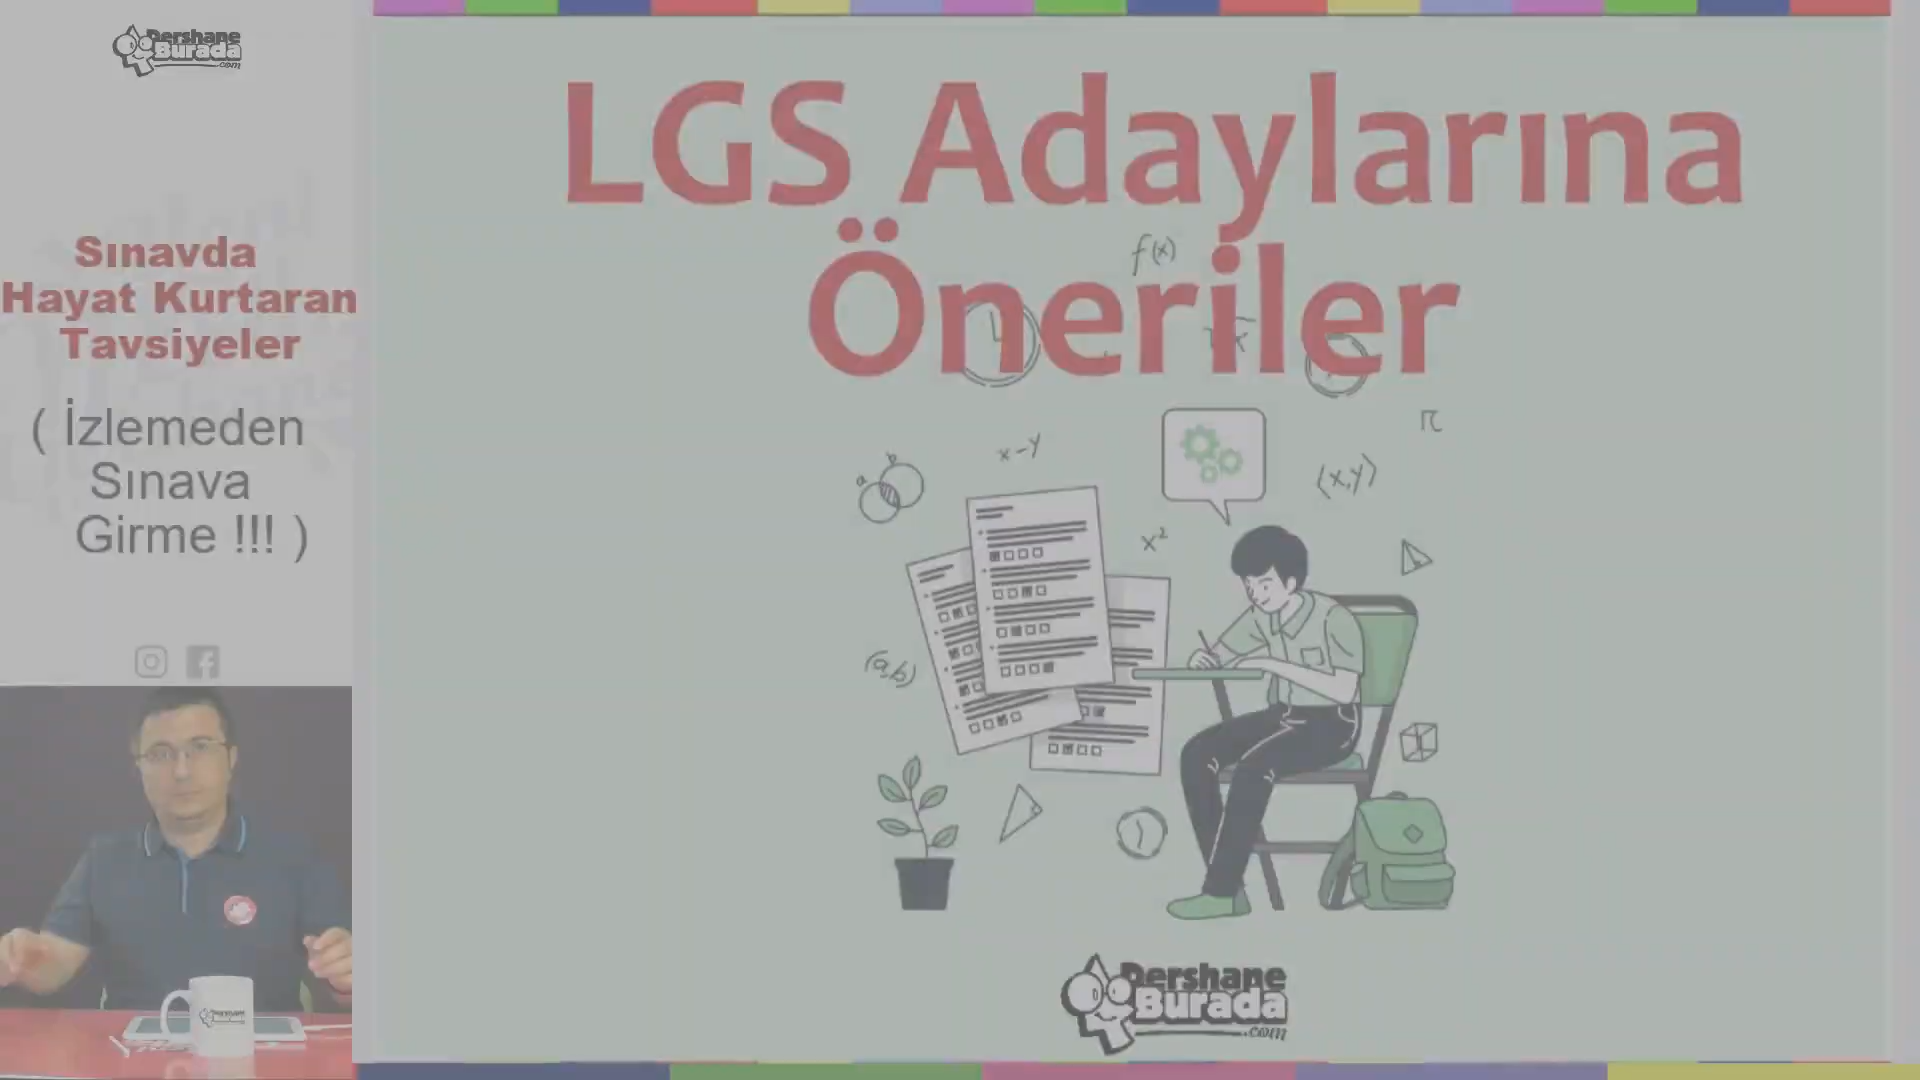 Dershane
Burada
.com
Sınavda
Hayat Kurtaran
Tavsiyeler
( İzlemeden
Sınava
Girme !!! )
LGS Adaylarına
Öneriler
f(x)
π
x-y
(x,y)
b
a
x²
(a,b)
Dershane
Burada
.com